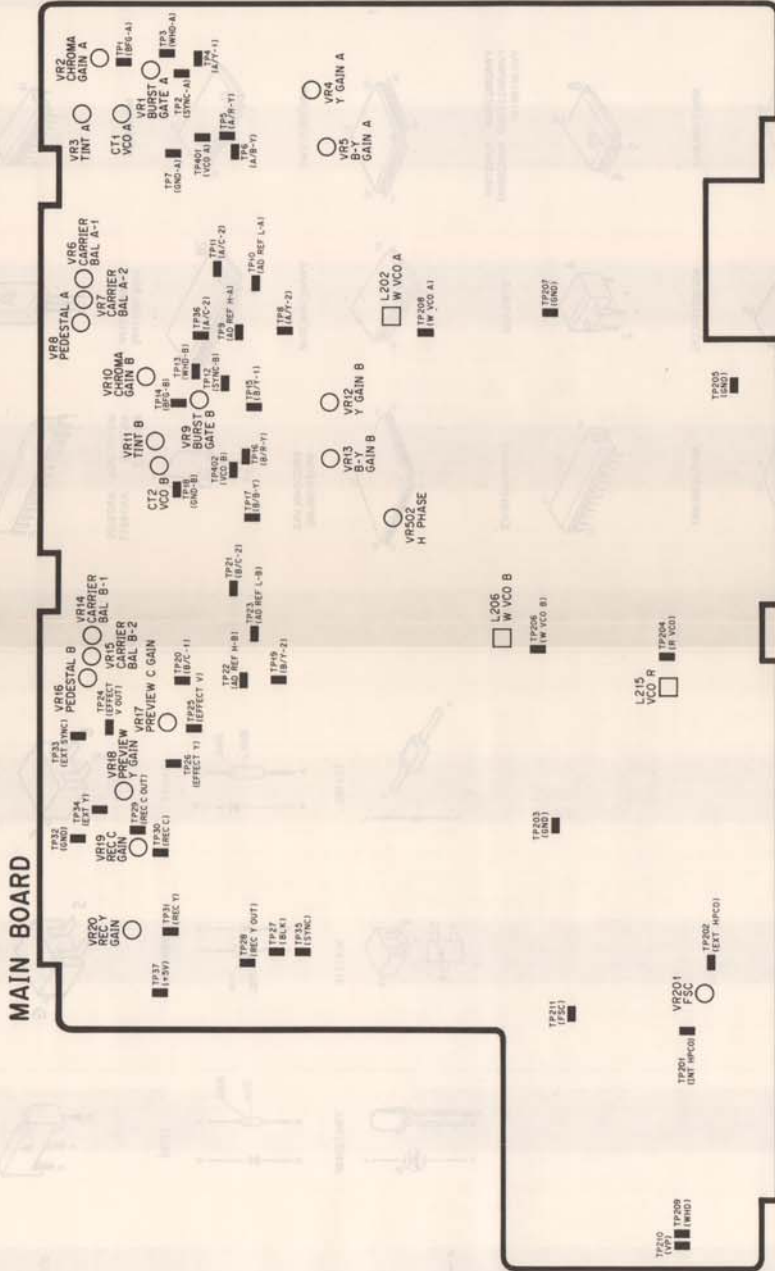 MAIN BOARD
VR20
REC Y
GAIN
TP37
(+5V)
TP31
(REC Y)
TP28
(REC Y OUT)
TP27
(BLK)
TP35
(SYNC)
TP32
(GND)
TP34
(EXT Y)
TP33
(EXT SYNC)
VR19
REC C
GAIN
TP29
(REC C OUT)
TP30
(REC C)
VR18
PREVIEW
Y GAIN
TP24
(EFFECT
V OUT)
VR17
PREVIEW C GAIN
TP26
(EFFECT Y)
TP25
(EFFECT V)
VR16
PEDESTAL B
VR14
CARRIER
BAL B-1
VR15
CARRIER
BAL B-2
TP20
(B/C-1)
TP22
(AD REF H-B)
TP19
(B/Y-2)
TP21
(B/C-2)
TP23
(AD REF L-B)
CT2
VCO B
VR11
TINT B
VR10
CHROMA
GAIN B
TP18
(GND-B)
TP14
(BFG-B)
TP13
(WHD-B)
VR9
BURST
GATE B
TP12
(SYNC-B)
TP17
(B/B-Y)
TP402
(VCO B)
TP16
(B/R-Y)
TP15
(B/Y-1)
VR8
PEDESTAL A
VR6
CARRIER
BAL A-1
VR7
CARRIER
BAL A-2
TP36
(A/C-2)
TP11
(A/C-2)
TP9
(AD REF H-A)
TP10
(AD REF L-A)
TP8
(A/Y-2)
VR3
TINT A
VR2
CHROMA
GAIN A
CT1
VCO A
TP1
(BFG-A)
VR1
BURST
GATE A
TP3
(WHD-A)
TP2
(SYNC-A)
TP4
(A/Y-1)
TP7
(GND-A)
TP401
(VCO A)
TP5
(A/R-Y)
TP6
(A/B-Y)
VR13
B-Y
GAIN B
VR12
Y GAIN B
VR5
B-Y
GAIN A
VR4
Y GAIN A
VR502
H PHASE
L202
W VCO A
TP208
(W VCO A)
L206
W VCO B
TP206
(W VCO B)
TP207
(GND)
TP211
(FSC)
TP203
(GND)
L215
VCO R
TP204
(R VCO)
TP205
(GND)
TP210
(VP)
TP209
(WHD)
TP201
(INT HPCO)
VR201
FSC
TP202
(EXT HPCO)